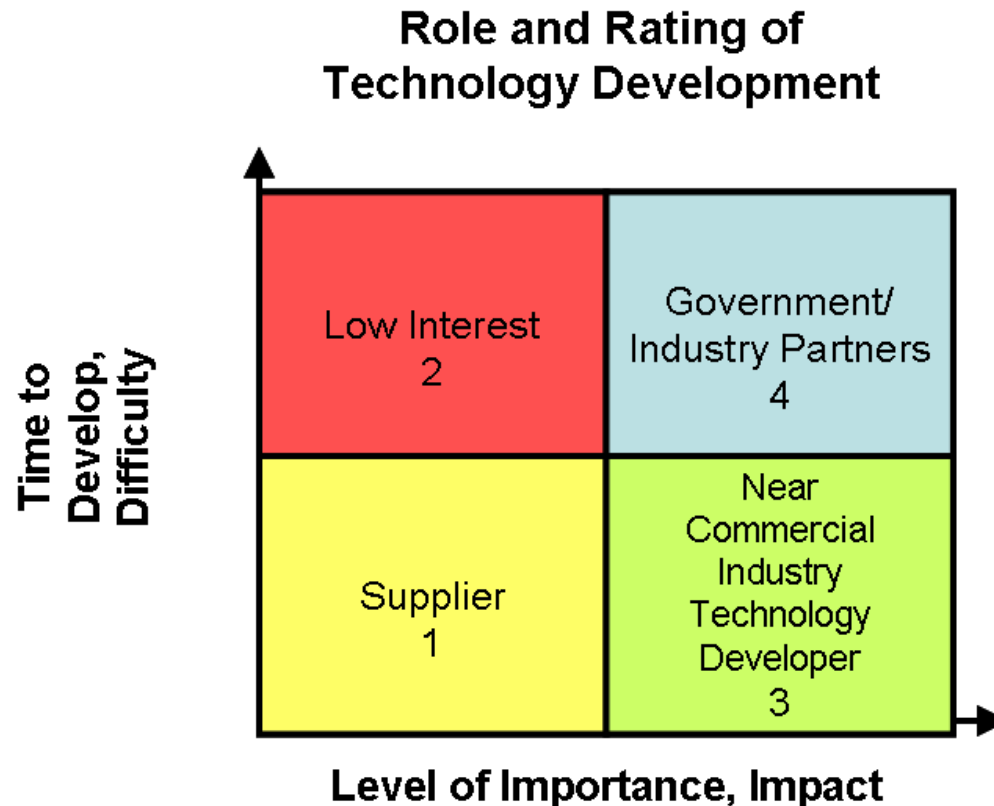 Role and Rating of
Technology Development
Time to
Develop,
Difficulty
Low Interest
2
Government/
Industry Partners
4
Supplier
1
Near
Commercial
Industry
Technology
Developer
3
Level of Importance, Impact